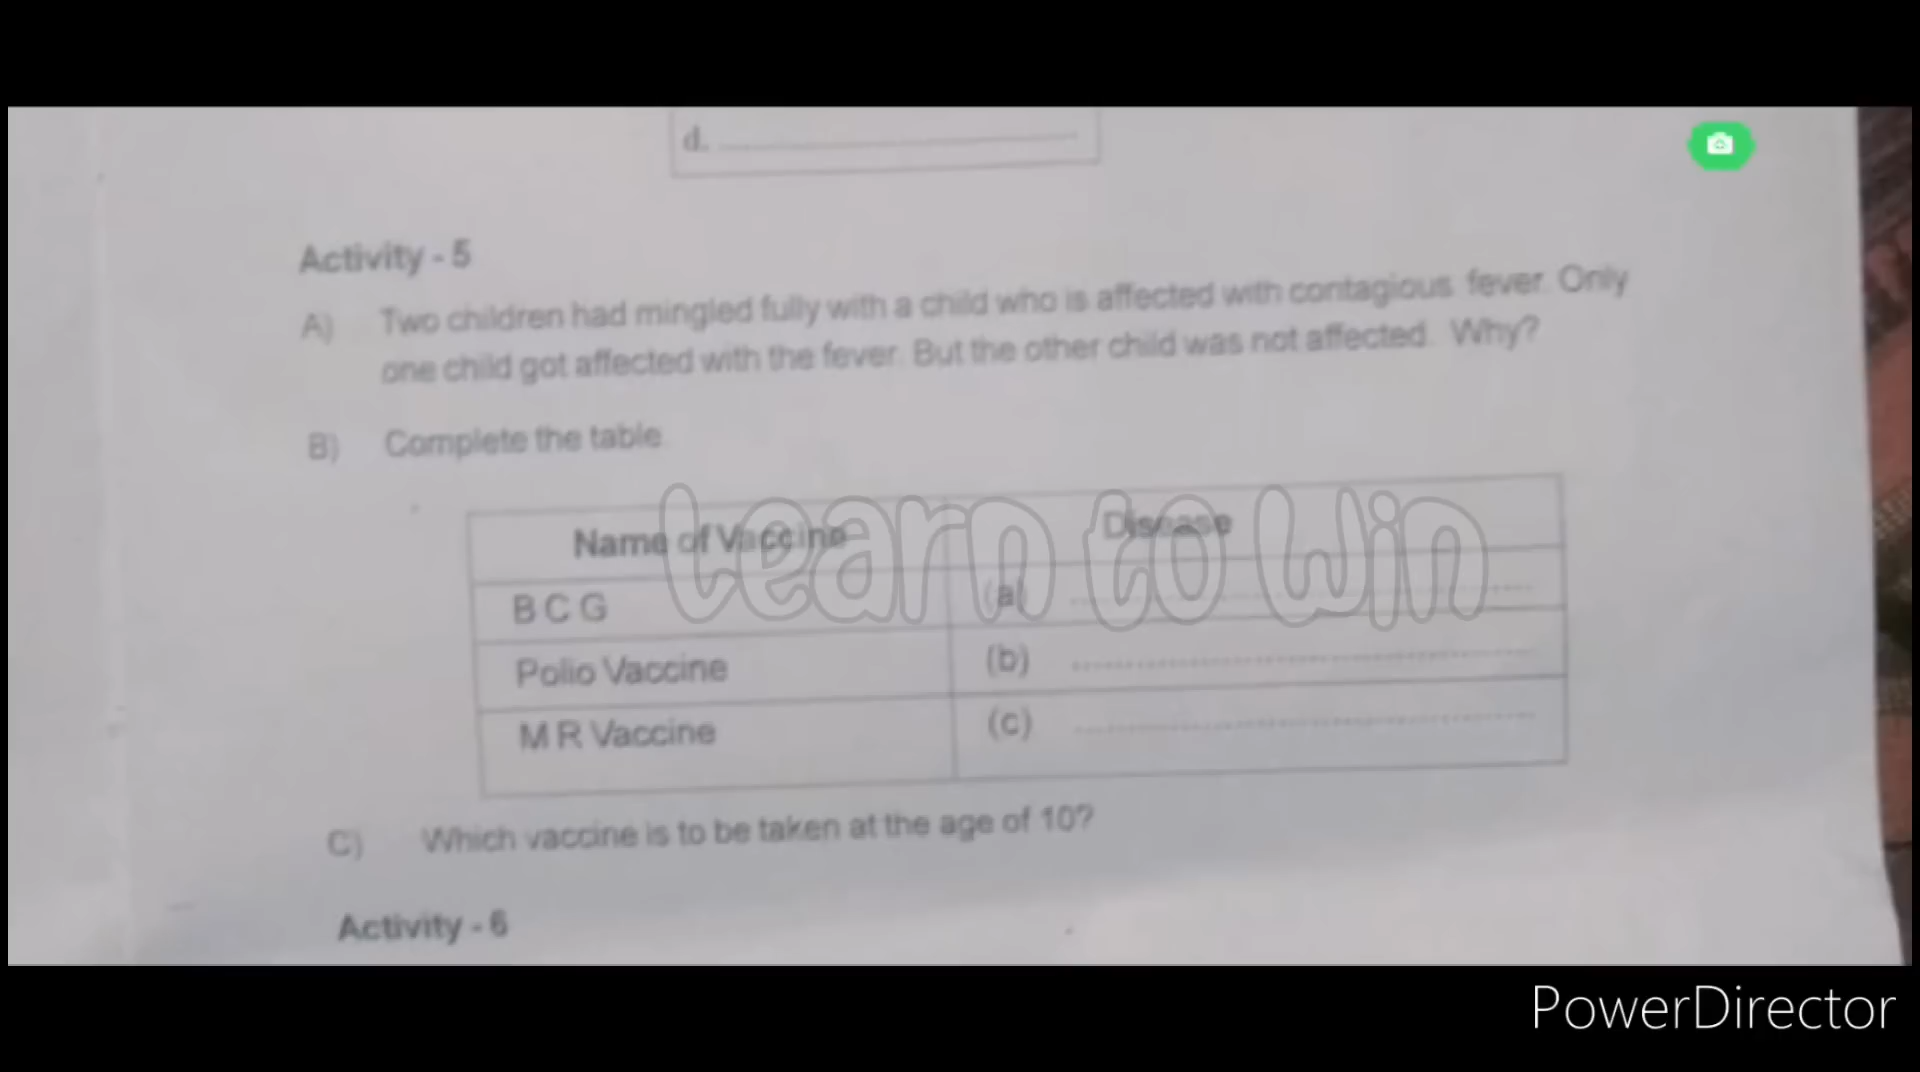 d.
Activity - 5
A) Two children had mingled fully with a child who is affected with contagious fever. Only
one child got affected with the fever. But the other child was not affected. Why?
B) Complete the table.
learn to win
Name of Vaccine Disease
B C G (a)
Polio Vaccine (b)
M R Vaccine (c)
C) Which vaccine is to be taken at the age of 10?
Activity - 6
PowerDirector